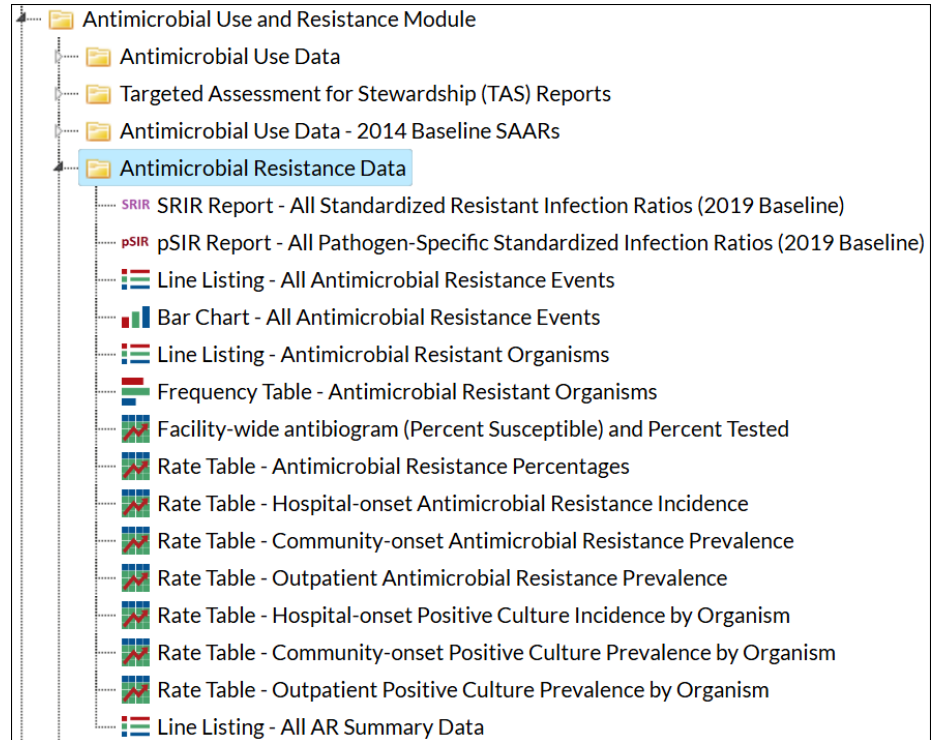 Antimicrobial Use and Resistance Module
Antimicrobial Use Data
Targeted Assessment for Stewardship (TAS) Reports
Antimicrobial Use Data - 2014 Baseline SAARs
Antimicrobial Resistance Data
SRIR SRIR Report - All Standardized Resistant Infection Ratios (2019 Baseline)
pSIR pSIR Report - All Pathogen-Specific Standardized Infection Ratios (2019 Baseline)
Line Listing - All Antimicrobial Resistance Events
Bar Chart - All Antimicrobial Resistance Events
Line Listing - Antimicrobial Resistant Organisms
Frequency Table - Antimicrobial Resistant Organisms
Facility-wide antibiogram (Percent Susceptible) and Percent Tested
Rate Table - Antimicrobial Resistance Percentages
Rate Table - Hospital-onset Antimicrobial Resistance Incidence
Rate Table - Community-onset Antimicrobial Resistance Prevalence
Rate Table - Outpatient Antimicrobial Resistance Prevalence
Rate Table - Hospital-onset Positive Culture Incidence by Organism
Rate Table - Community-onset Positive Culture Prevalence by Organism
Rate Table - Outpatient Positive Culture Prevalence by Organism
Line Listing - All AR Summary Data